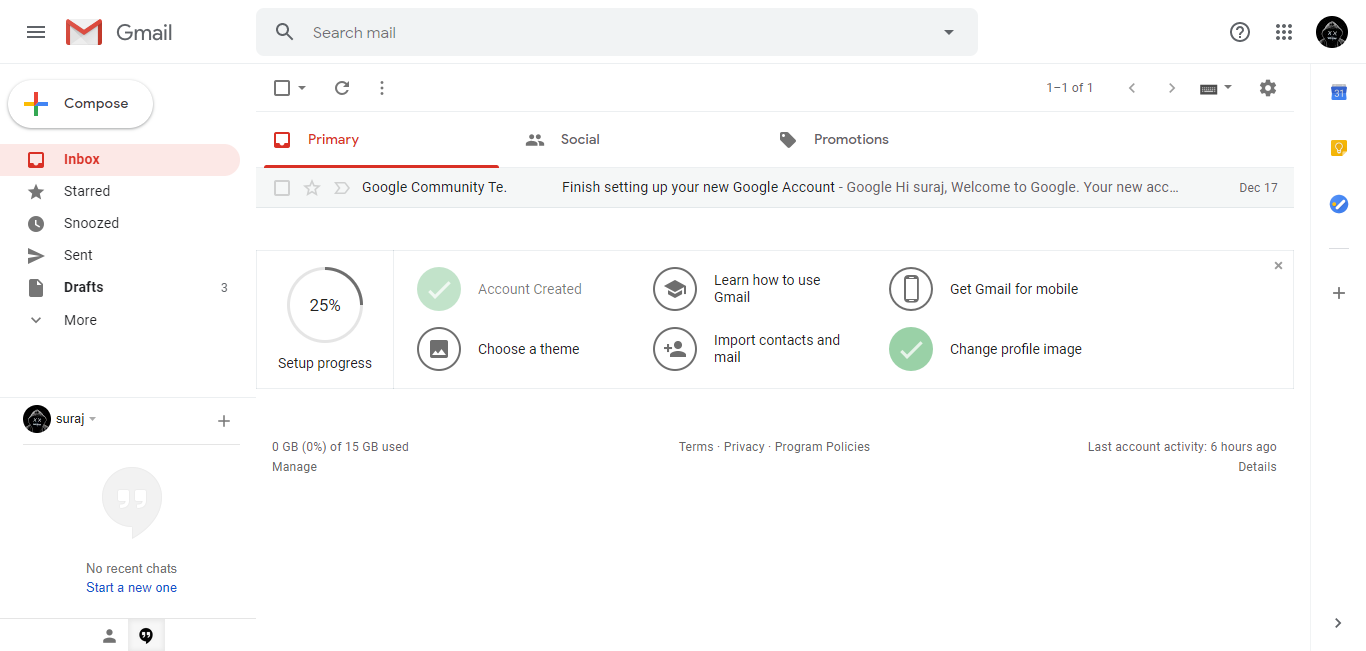 Gmail
Search mail
Compose
1–1 of 1
31
Inbox
Starred
Snoozed
Sent
Drafts 3
More
Primary Social Promotions
Google Community Te. Finish setting up your new Google Account - Google Hi suraj, Welcome to Google. Your new acc... Dec 17
25%
Setup progress
Account Created
Learn how to use
Gmail
Get Gmail for mobile
Choose a theme
Import contacts and
mail
Change profile image
suraj
No recent chats
Start a new one
0 GB (0%) of 15 GB used
Manage
Terms · Privacy · Program Policies
Last account activity: 6 hours ago
Details